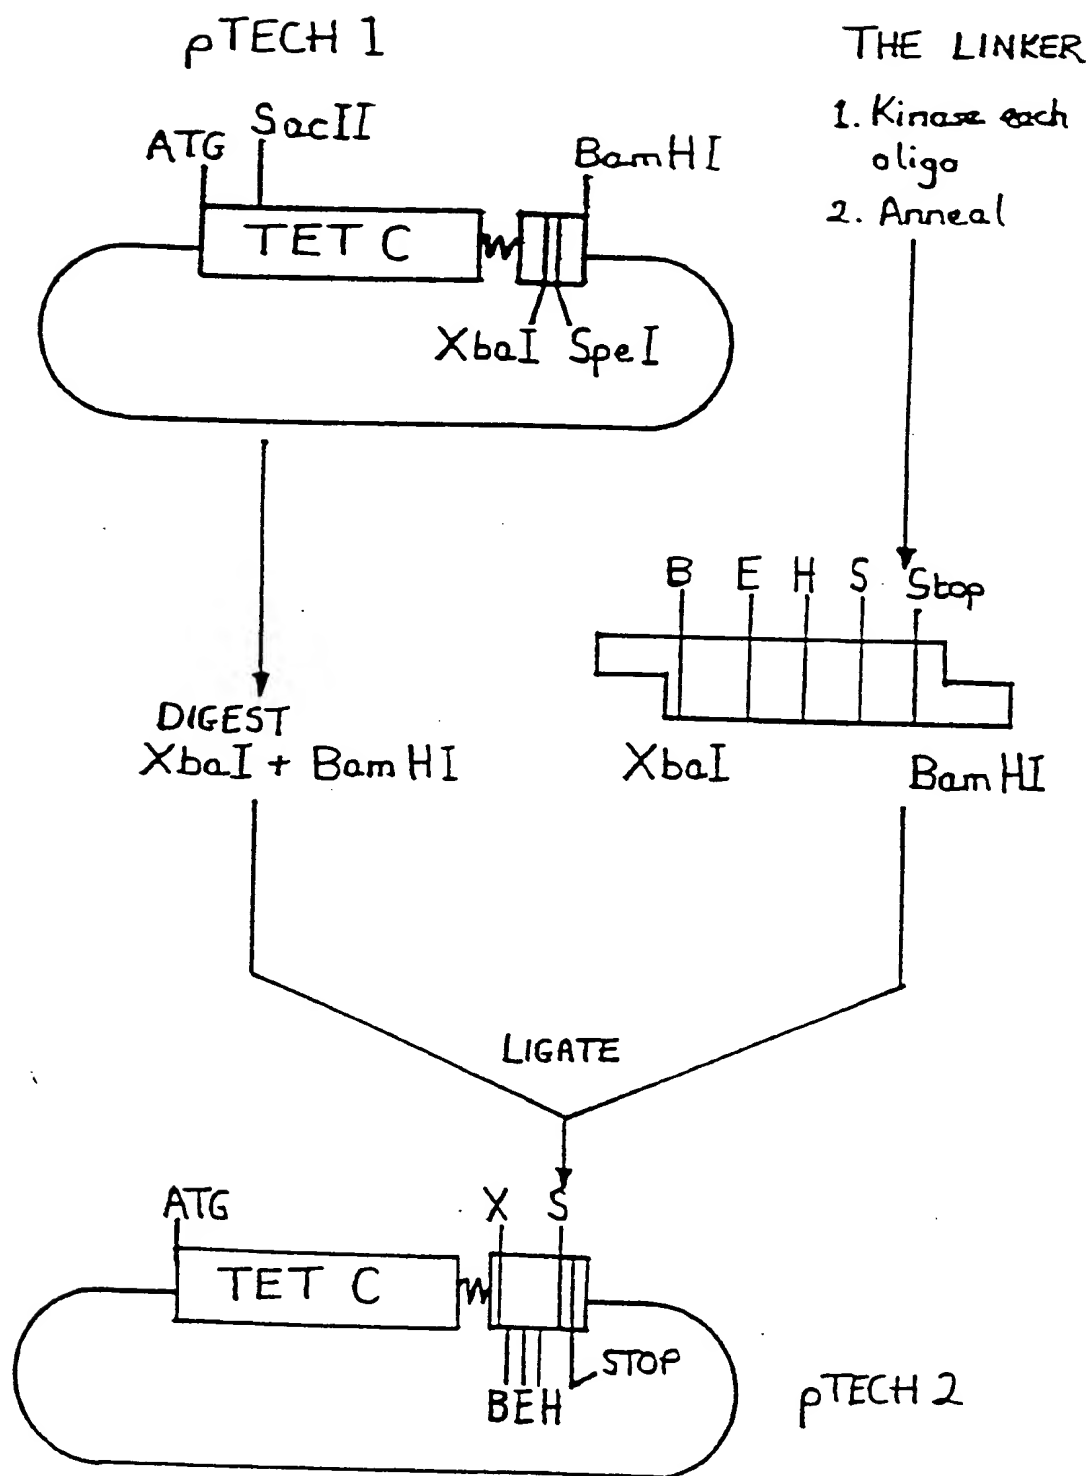 pTECH 1
THE LINKER
1. Kinase each
oligo
2. Anneal
ATG
SacII
BamHI
TET C
XbaI SpeI
B E H S Stop
DIGEST
XbaI + BamHI
XbaI
BamHI
LIGATE
ATG
X S
TET C
STOP
BEH
pTECH 2